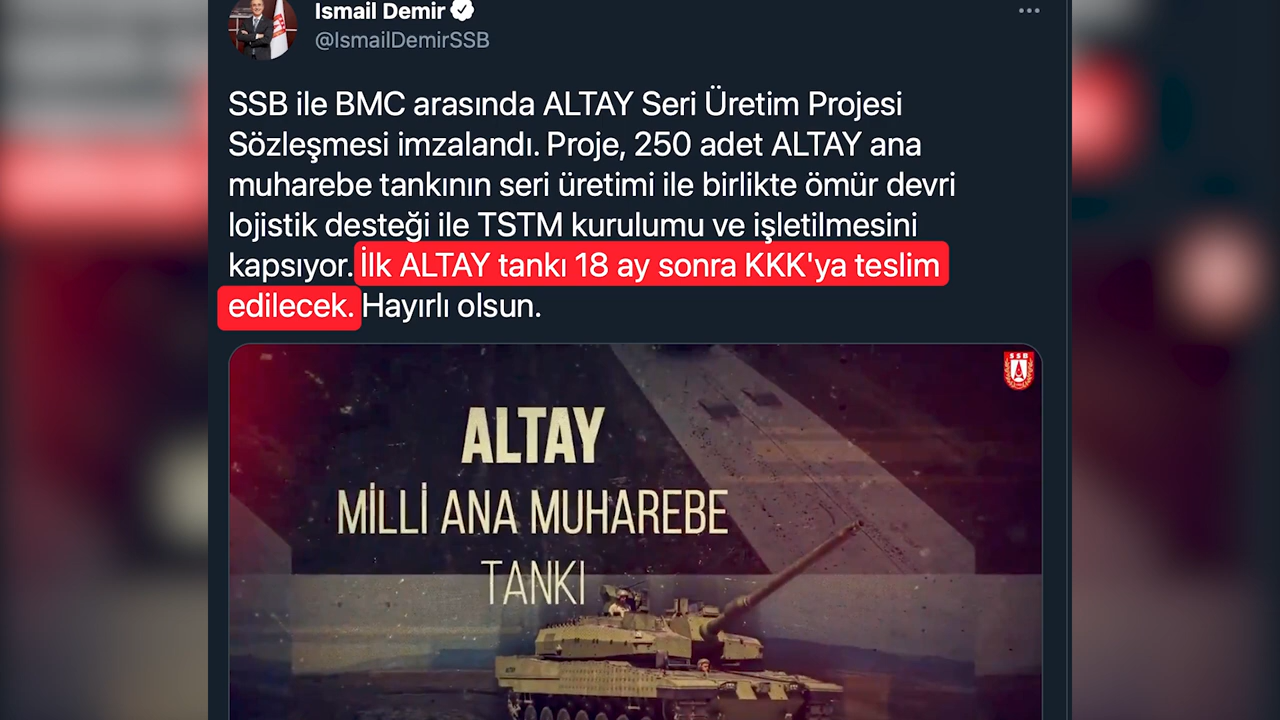 Ismail Demir
@IsmailDemirSSB
SSB ile BMC arasında ALTAY Seri Üretim Projesi
Sözleşmesi imzalandı. Proje, 250 adet ALTAY ana
muharebe tankının seri üretimi ile birlikte ömür devri
lojistik desteği ile TSTM kurulumu ve işletilmesini
kapsıyor. İlk ALTAY tankı 18 ay sonra KKK'ya teslim
edilecek. Hayırlı olsun.
SSB
ALTAY
MİLLİ ANA MUHAREBE
TANKI